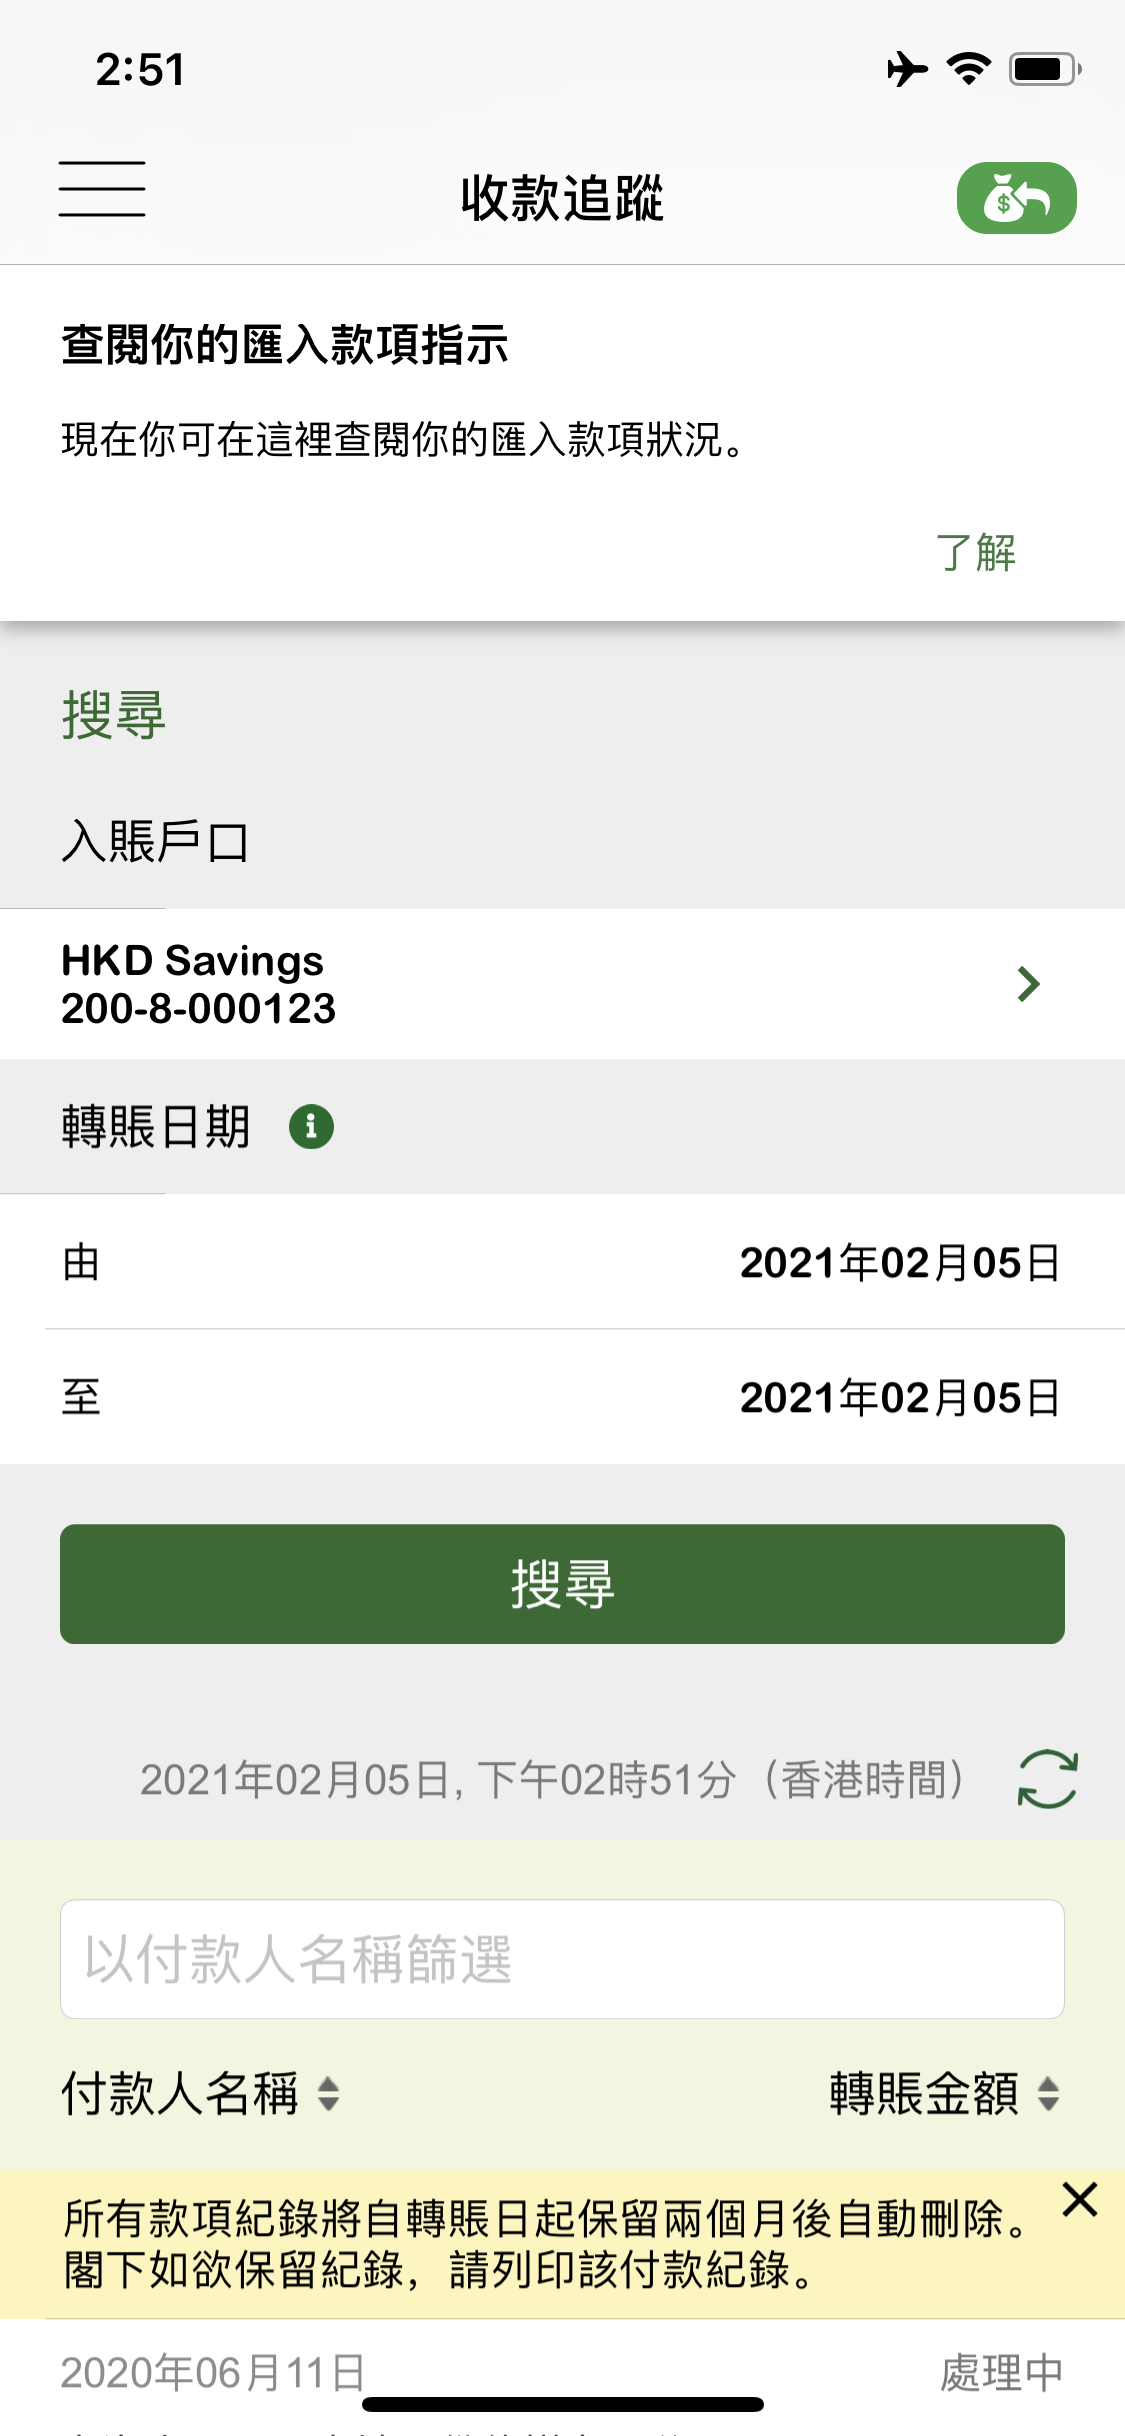 2:51
收款追蹤
查閱你的匯入款項指示
現在你可在這裡查閱你的匯入款項狀況。
了解
搜尋
入賬戶口
HKD Savings
200-8-000123
轉賬日期
由 2021年02月05日
至 2021年02月05日
搜尋
2021年02月05日, 下午02時51分（香港時間）
以付款人名稱篩選
付款人名稱 轉賬金額
所有款項紀錄將自轉賬日起保留兩個月後自動刪除。
閣下如欲保留紀錄，請列印該付款紀錄。
2020年06月11日 處理中